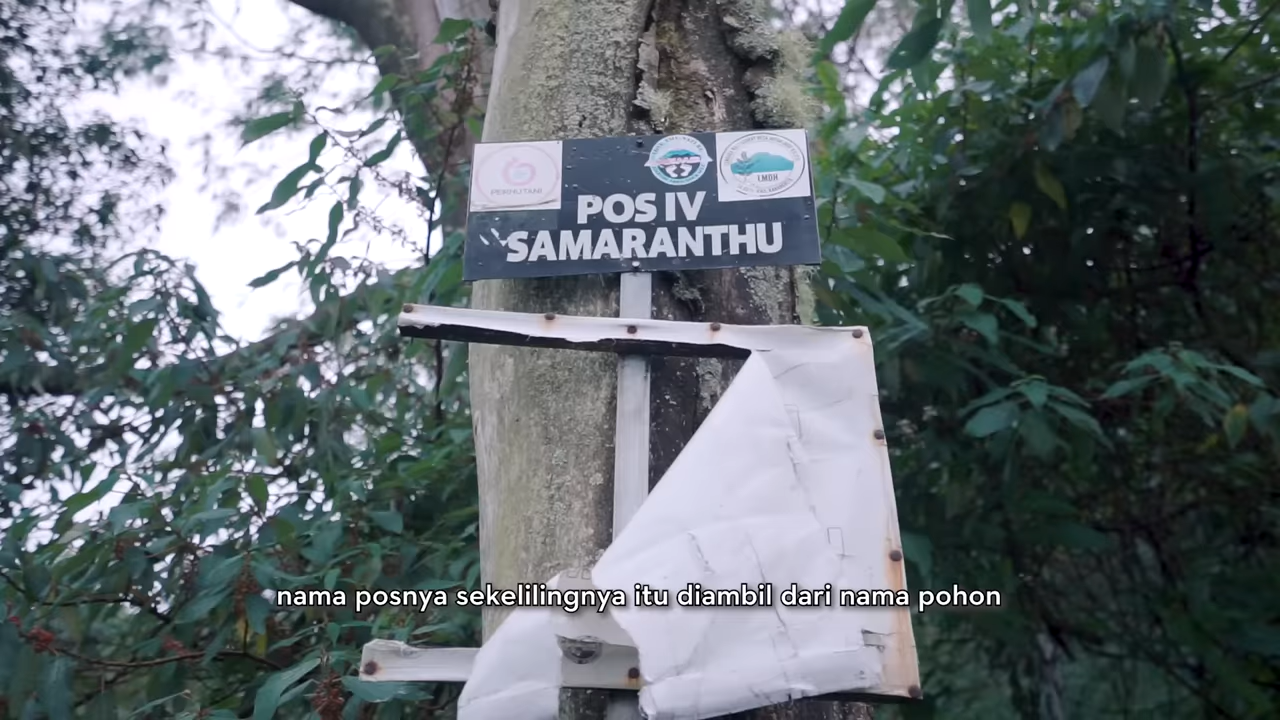 PERHUTANI
LMDH
POS IV
SAMARANTHU
nama posnya sekelilingnya itu diambil dari nama pohon